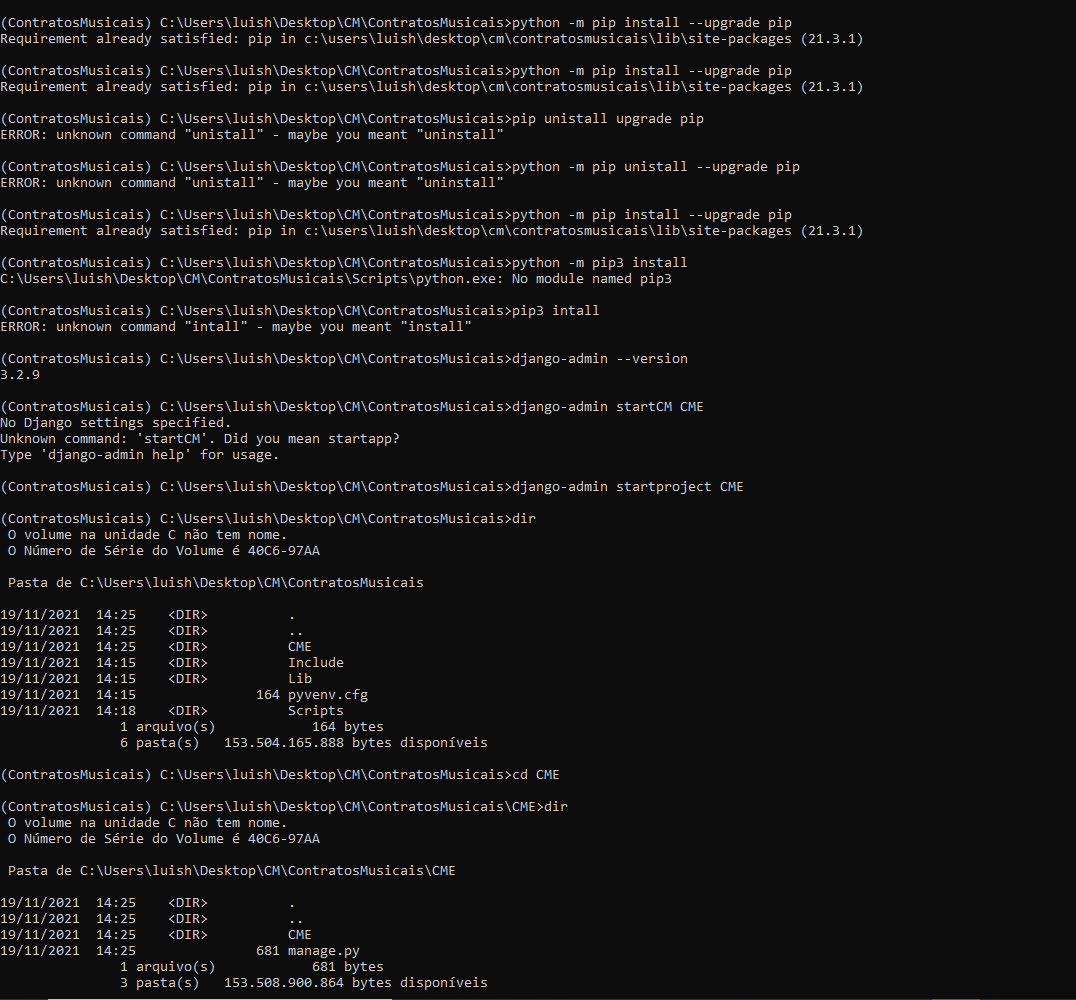 (ContratosMusicais) C:\Users\luish\Desktop\CM\ContratosMusicais>python -m pip install --upgrade pip
Requirement already satisfied: pip in c:\users\luish\desktop\cm\contratosmusicais\lib\site-packages (21.3.1)
(ContratosMusicais) C:\Users\luish\Desktop\CM\ContratosMusicais>python -m pip install --upgrade pip
Requirement already satisfied: pip in c:\users\luish\desktop\cm\contratosmusicais\lib\site-packages (21.3.1)
(ContratosMusicais) C:\Users\luish\Desktop\CM\ContratosMusicais>pip unistall upgrade pip
ERROR: unknown command "unistall" - maybe you meant "uninstall"
(ContratosMusicais) C:\Users\luish\Desktop\CM\ContratosMusicais>python -m pip unistall --upgrade pip
ERROR: unknown command "unistall" - maybe you meant "uninstall"
(ContratosMusicais) C:\Users\luish\Desktop\CM\ContratosMusicais>python -m pip install --upgrade pip
Requirement already satisfied: pip in c:\users\luish\desktop\cm\contratosmusicais\lib\site-packages (21.3.1)
(ContratosMusicais) C:\Users\luish\Desktop\CM\ContratosMusicais>python -m pip3 install
C:\Users\luish\Desktop\CM\ContratosMusicais\Scripts\python.exe: No module named pip3
(ContratosMusicais) C:\Users\luish\Desktop\CM\ContratosMusicais>pip3 intall
ERROR: unknown command "intall" - maybe you meant "install"
(ContratosMusicais) C:\Users\luish\Desktop\CM\ContratosMusicais>django-admin --version
3.2.9
(ContratosMusicais) C:\Users\luish\Desktop\CM\ContratosMusicais>django-admin startCM CME
No Django settings specified.
Unknown command: 'startCM'. Did you mean startapp?
Type 'django-admin help' for usage.
(ContratosMusicais) C:\Users\luish\Desktop\CM\ContratosMusicais>django-admin startproject CME
(ContratosMusicais) C:\Users\luish\Desktop\CM\ContratosMusicais>dir
O volume na unidade C não tem nome.
O Número de Série do Volume é 40C6-97AA
Pasta de C:\Users\luish\Desktop\CM\ContratosMusicais
19/11/2021  14:25    <DIR>          .
19/11/2021  14:25    <DIR>          ..
19/11/2021  14:25    <DIR>          CME
19/11/2021  14:15    <DIR>          Include
19/11/2021  14:15    <DIR>          Lib
19/11/2021  14:15               164 pyvenv.cfg
19/11/2021  14:18    <DIR>          Scripts
1 arquivo(s)            164 bytes
6 pasta(s)   153.504.165.888 bytes disponíveis
(ContratosMusicais) C:\Users\luish\Desktop\CM\ContratosMusicais>cd CME
(ContratosMusicais) C:\Users\luish\Desktop\CM\ContratosMusicais\CME>dir
O volume na unidade C não tem nome.
O Número de Série do Volume é 40C6-97AA
Pasta de C:\Users\luish\Desktop\CM\ContratosMusicais\CME
19/11/2021  14:25    <DIR>          .
19/11/2021  14:25    <DIR>          ..
19/11/2021  14:25    <DIR>          CME
19/11/2021  14:25               681 manage.py
1 arquivo(s)            681 bytes
3 pasta(s)   153.508.900.864 bytes disponíveis